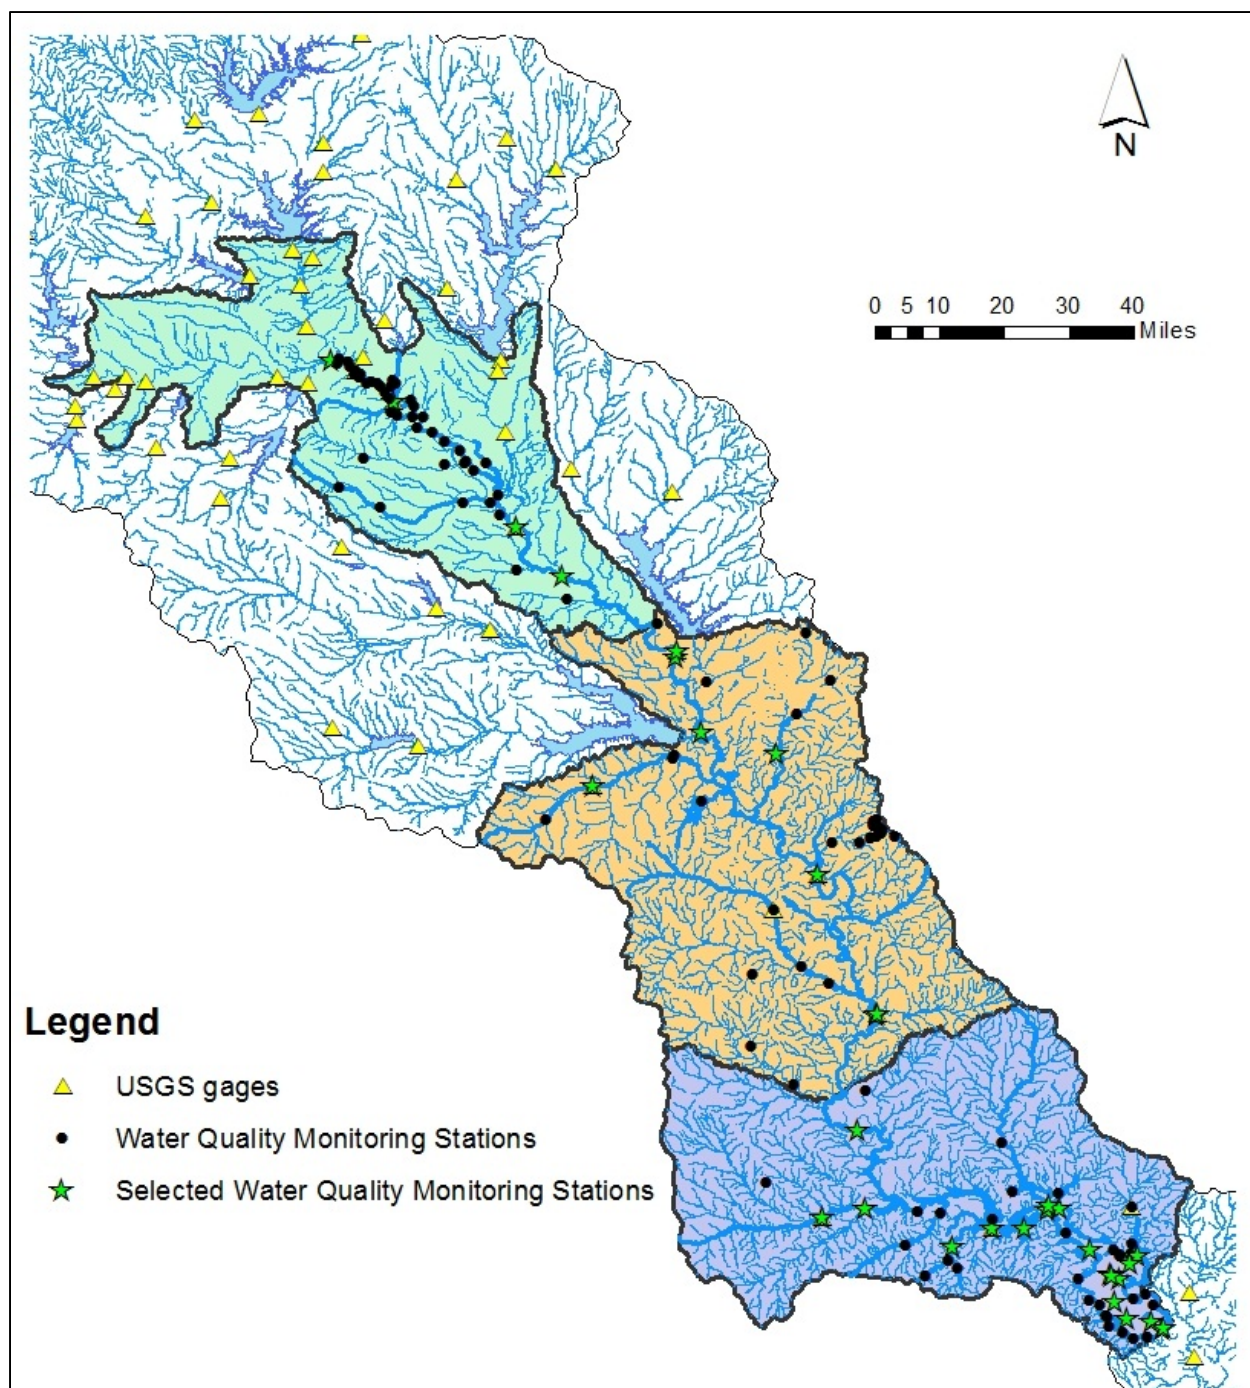 N
0 5 10 20 30 40
Miles
Legend
USGS gages
Water Quality Monitoring Stations
Selected Water Quality Monitoring Stations